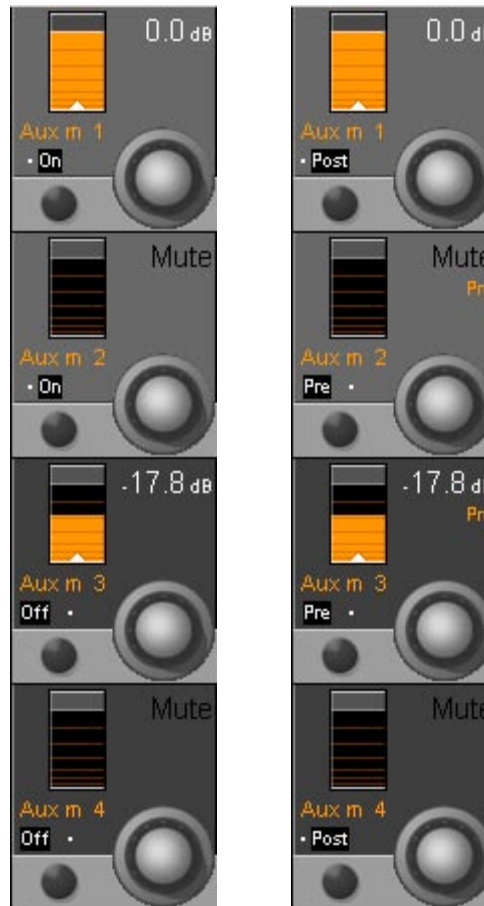 0.0 dB
Aux m 1
On
Mute
Aux m 2
On
-17.8 dB
Aux m 3
Off
Mute
Aux m 4
Off
0.0 d
Aux m 1
Post
Mute
Pr
Aux m 2
Pre
-17.8 d
Pr
Aux m 3
Pre
Mute
Aux m 4
Post